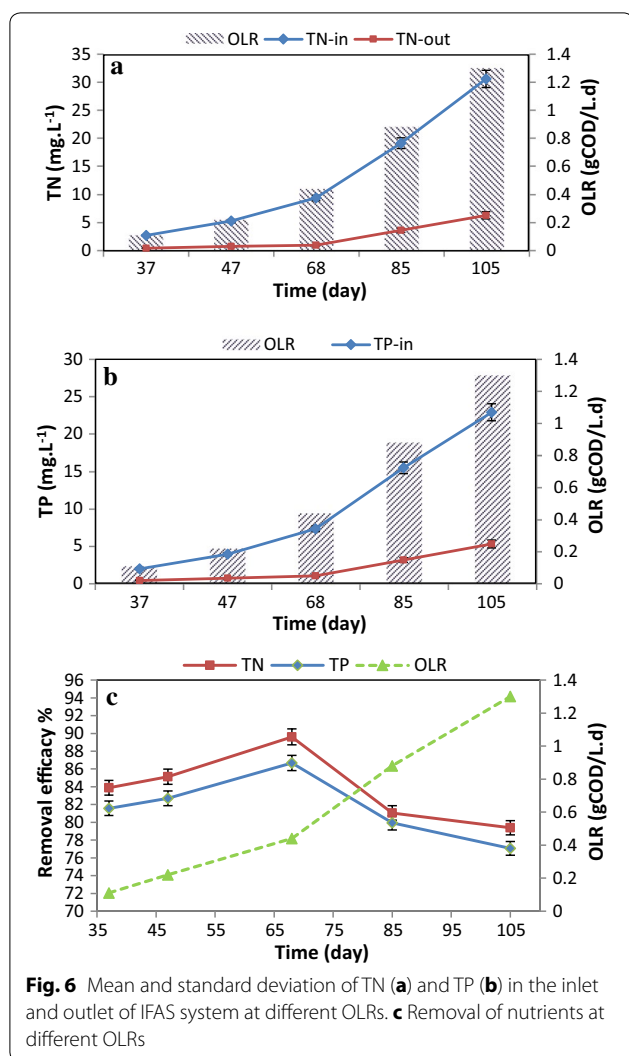 OLR TN-in TN-out
a
35 30 25 20 15 10 5 0
TN (mg.L-1)
1.4 1.2 1 0.8 0.6 0.4 0.2 0
OLR (gCOD/L.d)
37 47 68 85 105
Time (day)
OLR TP-in
b
30 25 20 15 10 5 0
TP (mg.L-1)
1.4 1.2 1 0.8 0.6 0.4 0.2 0
OLR (gCOD/L.d)
37 47 68 85 105
Time (day)
TN TP OLR
c
96 94 92 90 88 86 84 82 80 78 76 74 72 70
Removal efficacy %
1.4 1.2 1 0.8 0.6 0.4 0.2 0
OLR (gCOD/L.d)
35 45 55 65 75 85 95 105
Time (day)
Fig. 6 Mean and standard deviation of TN (a) and TP (b) in the inlet
and outlet of IFAS system at different OLRs. c Removal of nutrients at
different OLRs